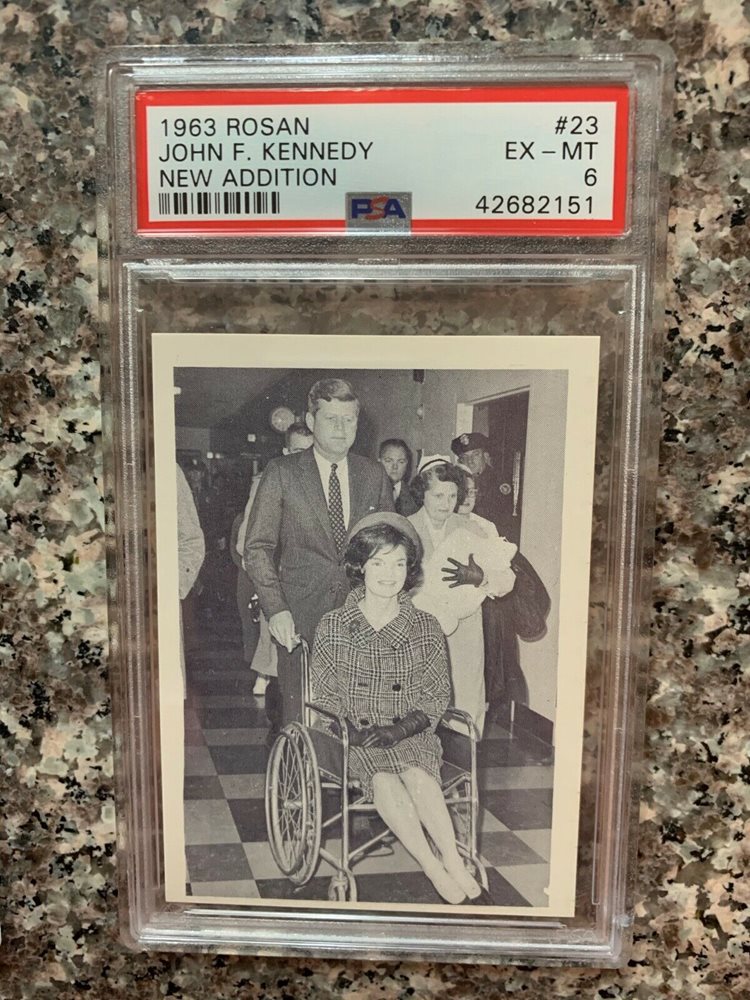 1963 ROSAN #23
JOHN F. KENNEDY EX - MT
NEW ADDITION 6
PSA 42682151